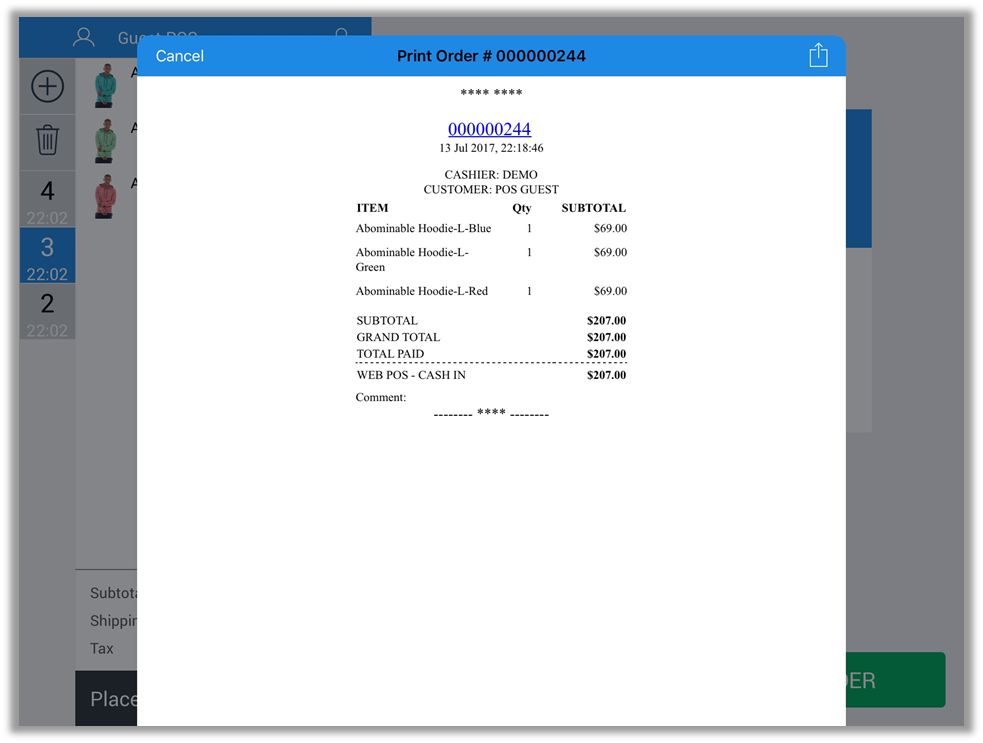 Guest POS
Cancel
Print Order # 000000244
**** ****
000000244
13 Jul 2017, 22:18:46
CASHIER: DEMO
CUSTOMER: POS GUEST
ITEM Qty SUBTOTAL
Abominable Hoodie-L-Blue 1 $69.00
Abominable Hoodie-L- 1 $69.00
Green
Abominable Hoodie-L-Red 1 $69.00
SUBTOTAL $207.00
GRAND TOTAL $207.00
TOTAL PAID $207.00
WEB POS - CASH IN $207.00
Comment:
-------- **** --------
A
A
A
4
22:02
3
22:02
2
22:02
Subtota
Shippin
Tax
Place
DER